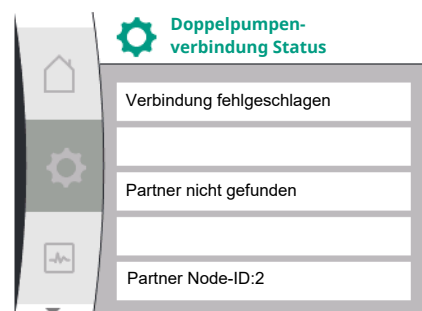 Doppelpumpen-
verbindung Status
Verbindung fehlgeschlagen
Partner nicht gefunden
Partner Node-ID:2